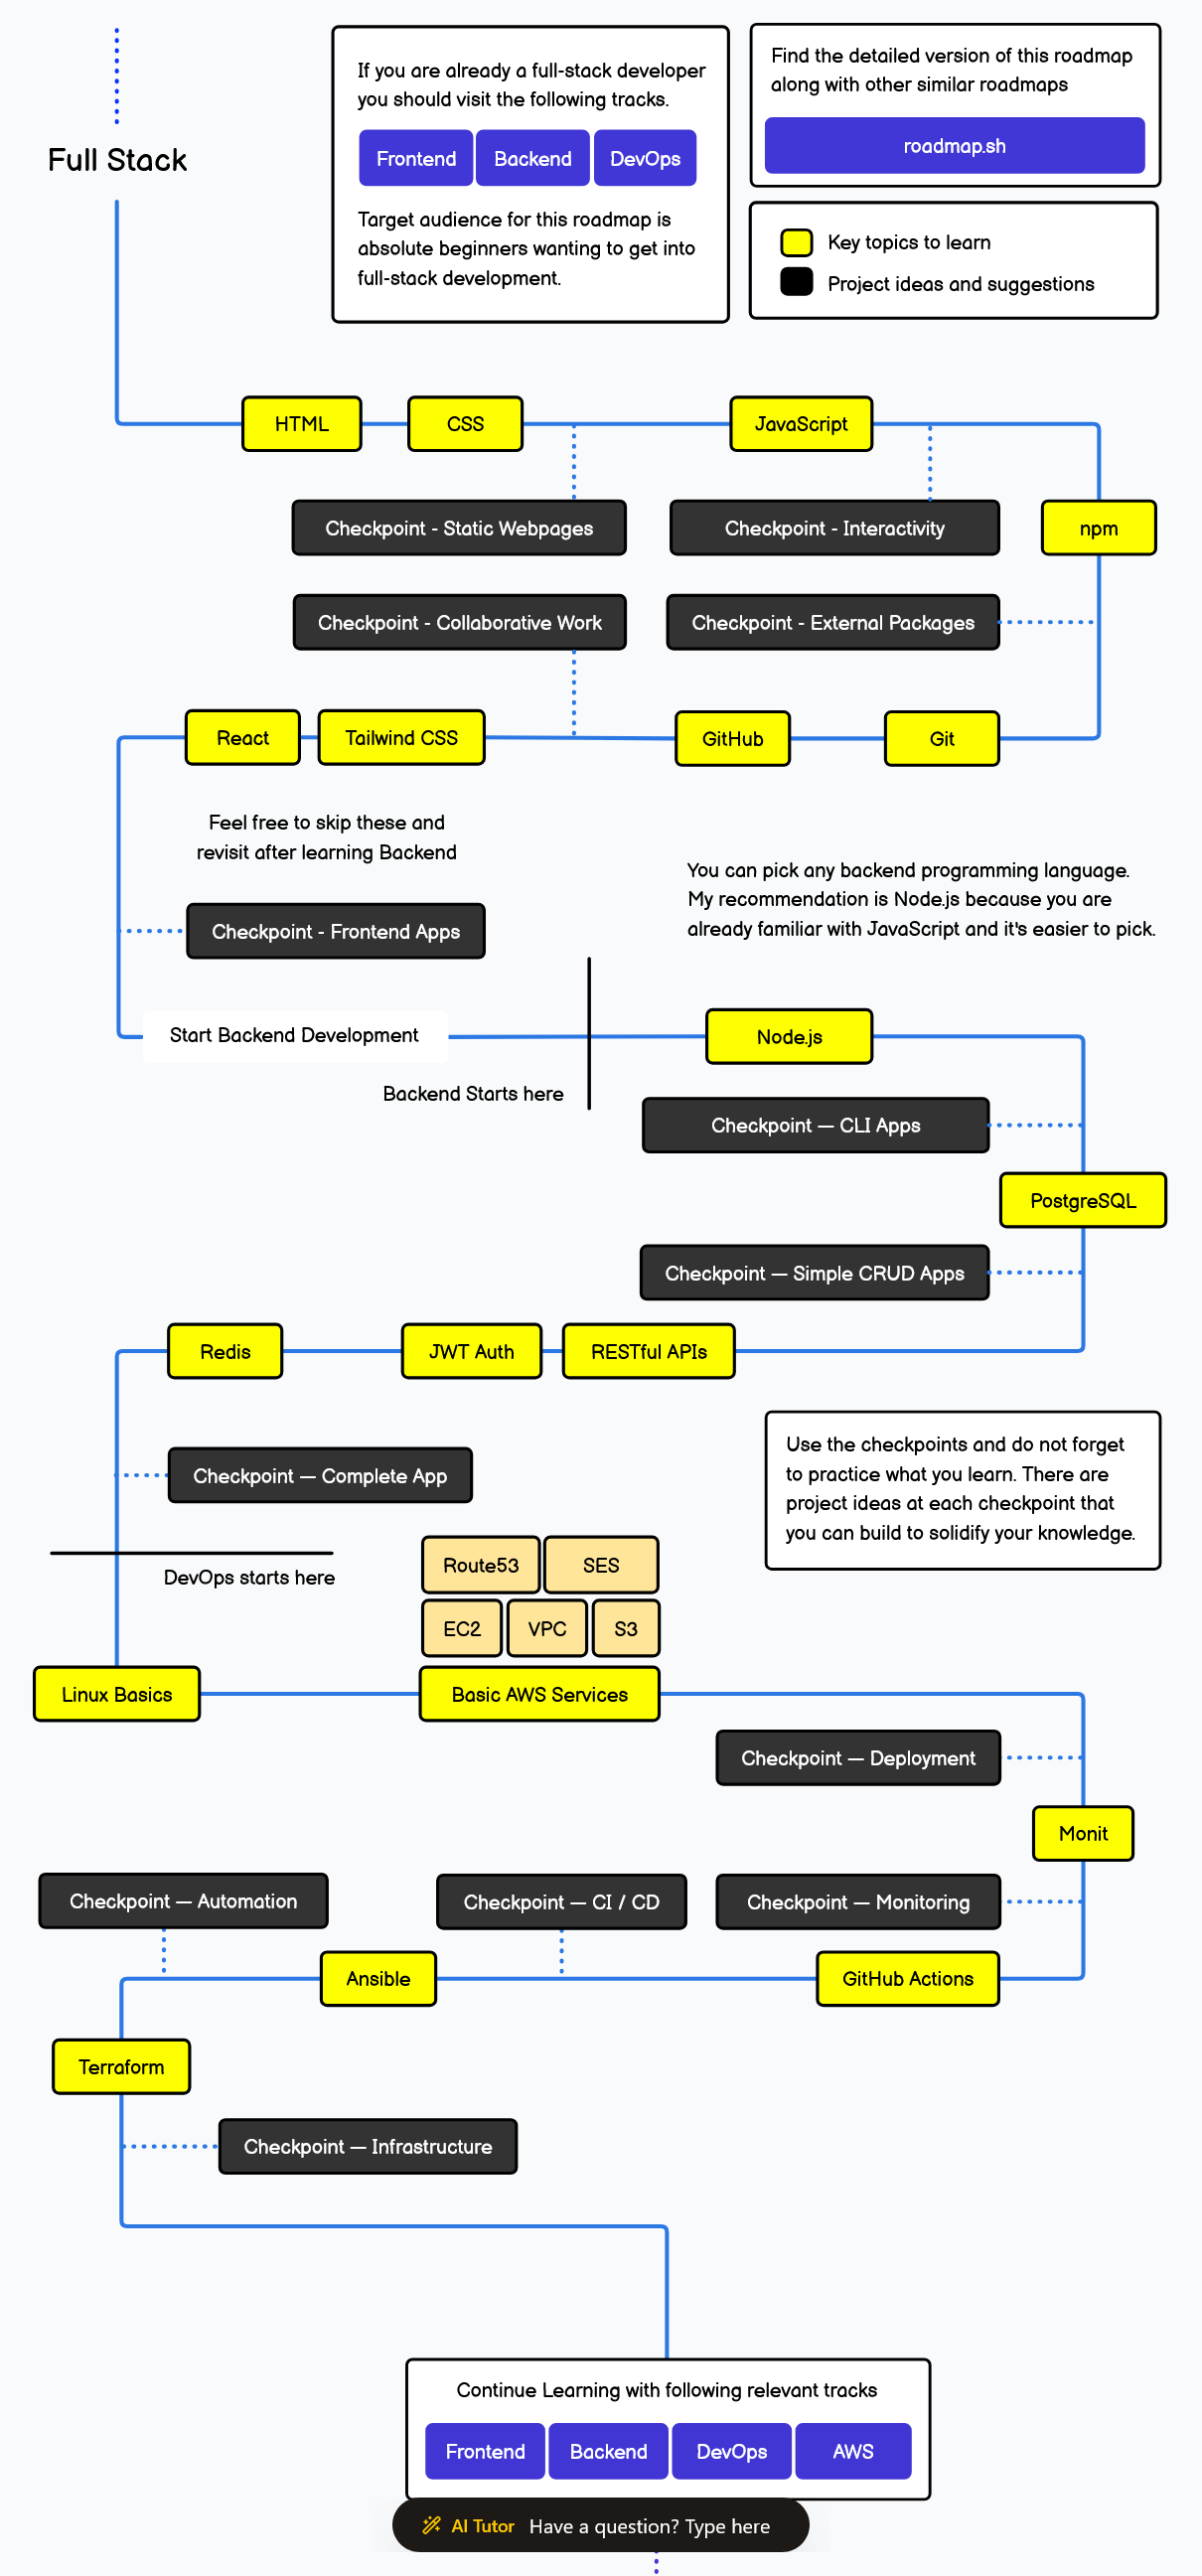 If you are already a full-stack developer
you should visit the following tracks.
Frontend
Backend
DevOps
Target audience for this roadmap is
absolute beginners wanting to get into
full-stack development.
Find the detailed version of this roadmap
along with other similar roadmaps
roadmap.sh
Full Stack
Key topics to learn
Project ideas and suggestions
HTML
CSS
JavaScript
Checkpoint - Static Webpages
Checkpoint - Interactivity
npm
Checkpoint - Collaborative Work
Checkpoint - External Packages
React
Tailwind CSS
GitHub
Git
Feel free to skip these and
revisit after learning Backend
You can pick any backend programming language.
My recommendation is Node.js because you are
already familiar with JavaScript and it's easier to pick.
Checkpoint - Frontend Apps
Start Backend Development
Node.js
Backend Starts here
Checkpoint — CLI Apps
PostgreSQL
Checkpoint — Simple CRUD Apps
Redis
JWT Auth
RESTful APIs
Use the checkpoints and do not forget
to practice what you learn. There are
project ideas at each checkpoint that
you can build to solidify your knowledge.
Checkpoint — Complete App
DevOps starts here
Route53
SES
EC2
VPC
S3
Linux Basics
Basic AWS Services
Checkpoint — Deployment
Monit
Checkpoint — Automation
Checkpoint — CI / CD
Checkpoint — Monitoring
Ansible
GitHub Actions
Terraform
Checkpoint — Infrastructure
Continue Learning with following relevant tracks
Frontend
Backend
DevOps
AWS
AI Tutor Have a question? Type here